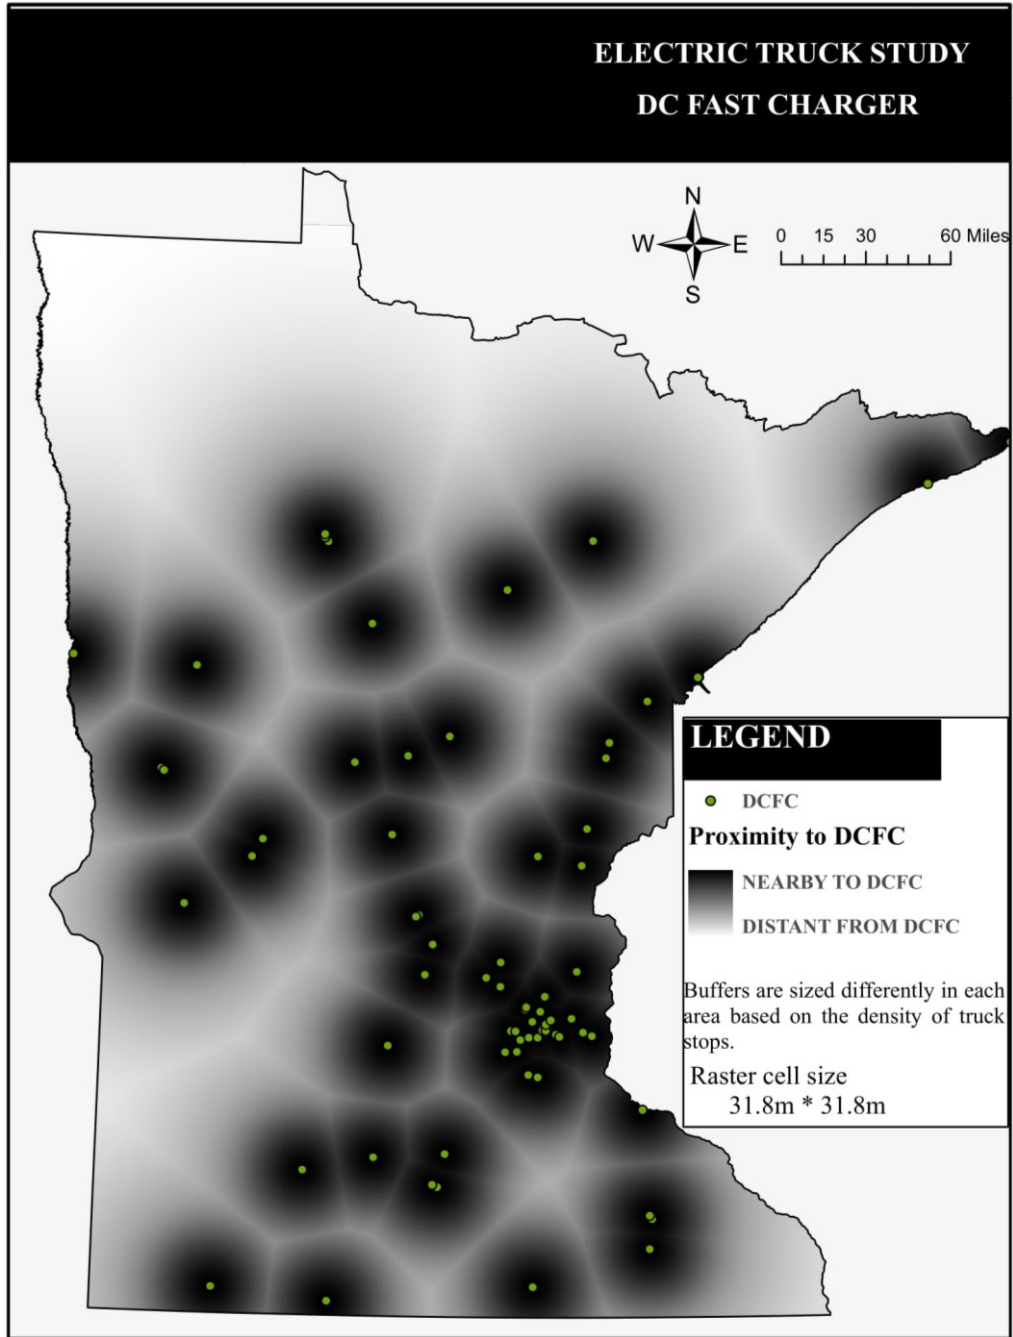 ELECTRIC TRUCK STUDY
DC FAST CHARGER
N
W E
S
0 15 30 60 Miles
LEGEND
DCFC
Proximity to DCFC
NEARBY TO DCFC
DISTANT FROM DCFC
Buffers are sized differently in each
area based on the density of truck
stops.
Raster cell size
31.8m * 31.8m